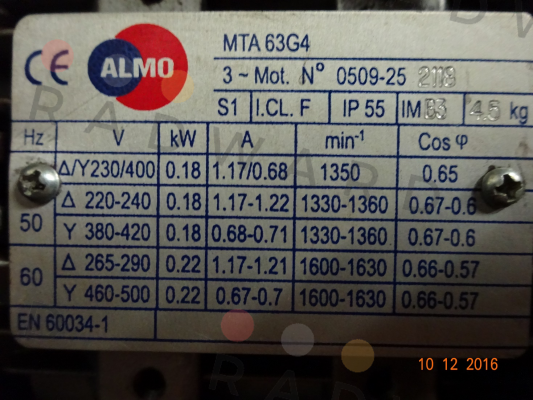 MTA 63G4
CE ALMO
3 ~ Mot. N° 0509-25 2118
S1 I.CL. F IP 55 IM B3 4.5 kg
Hz V kW A min-1 Cos φ
Δ/Y230/400 0.18 1.17/0.68 1350 0.65
50 Δ 220-240 0.18 1.17-1.22 1330-1360 0.67-0.6
Y 380-420 0.18 0.68-0.71 1330-1360 0.67-0.6
60 Δ 265-290 0.22 1.17-1.21 1600-1630 0.66-0.57
Y 460-500 0.22 0.67-0.7 1600-1630 0.66-0.57
EN 60034-1
10 12 2016
RADWARD